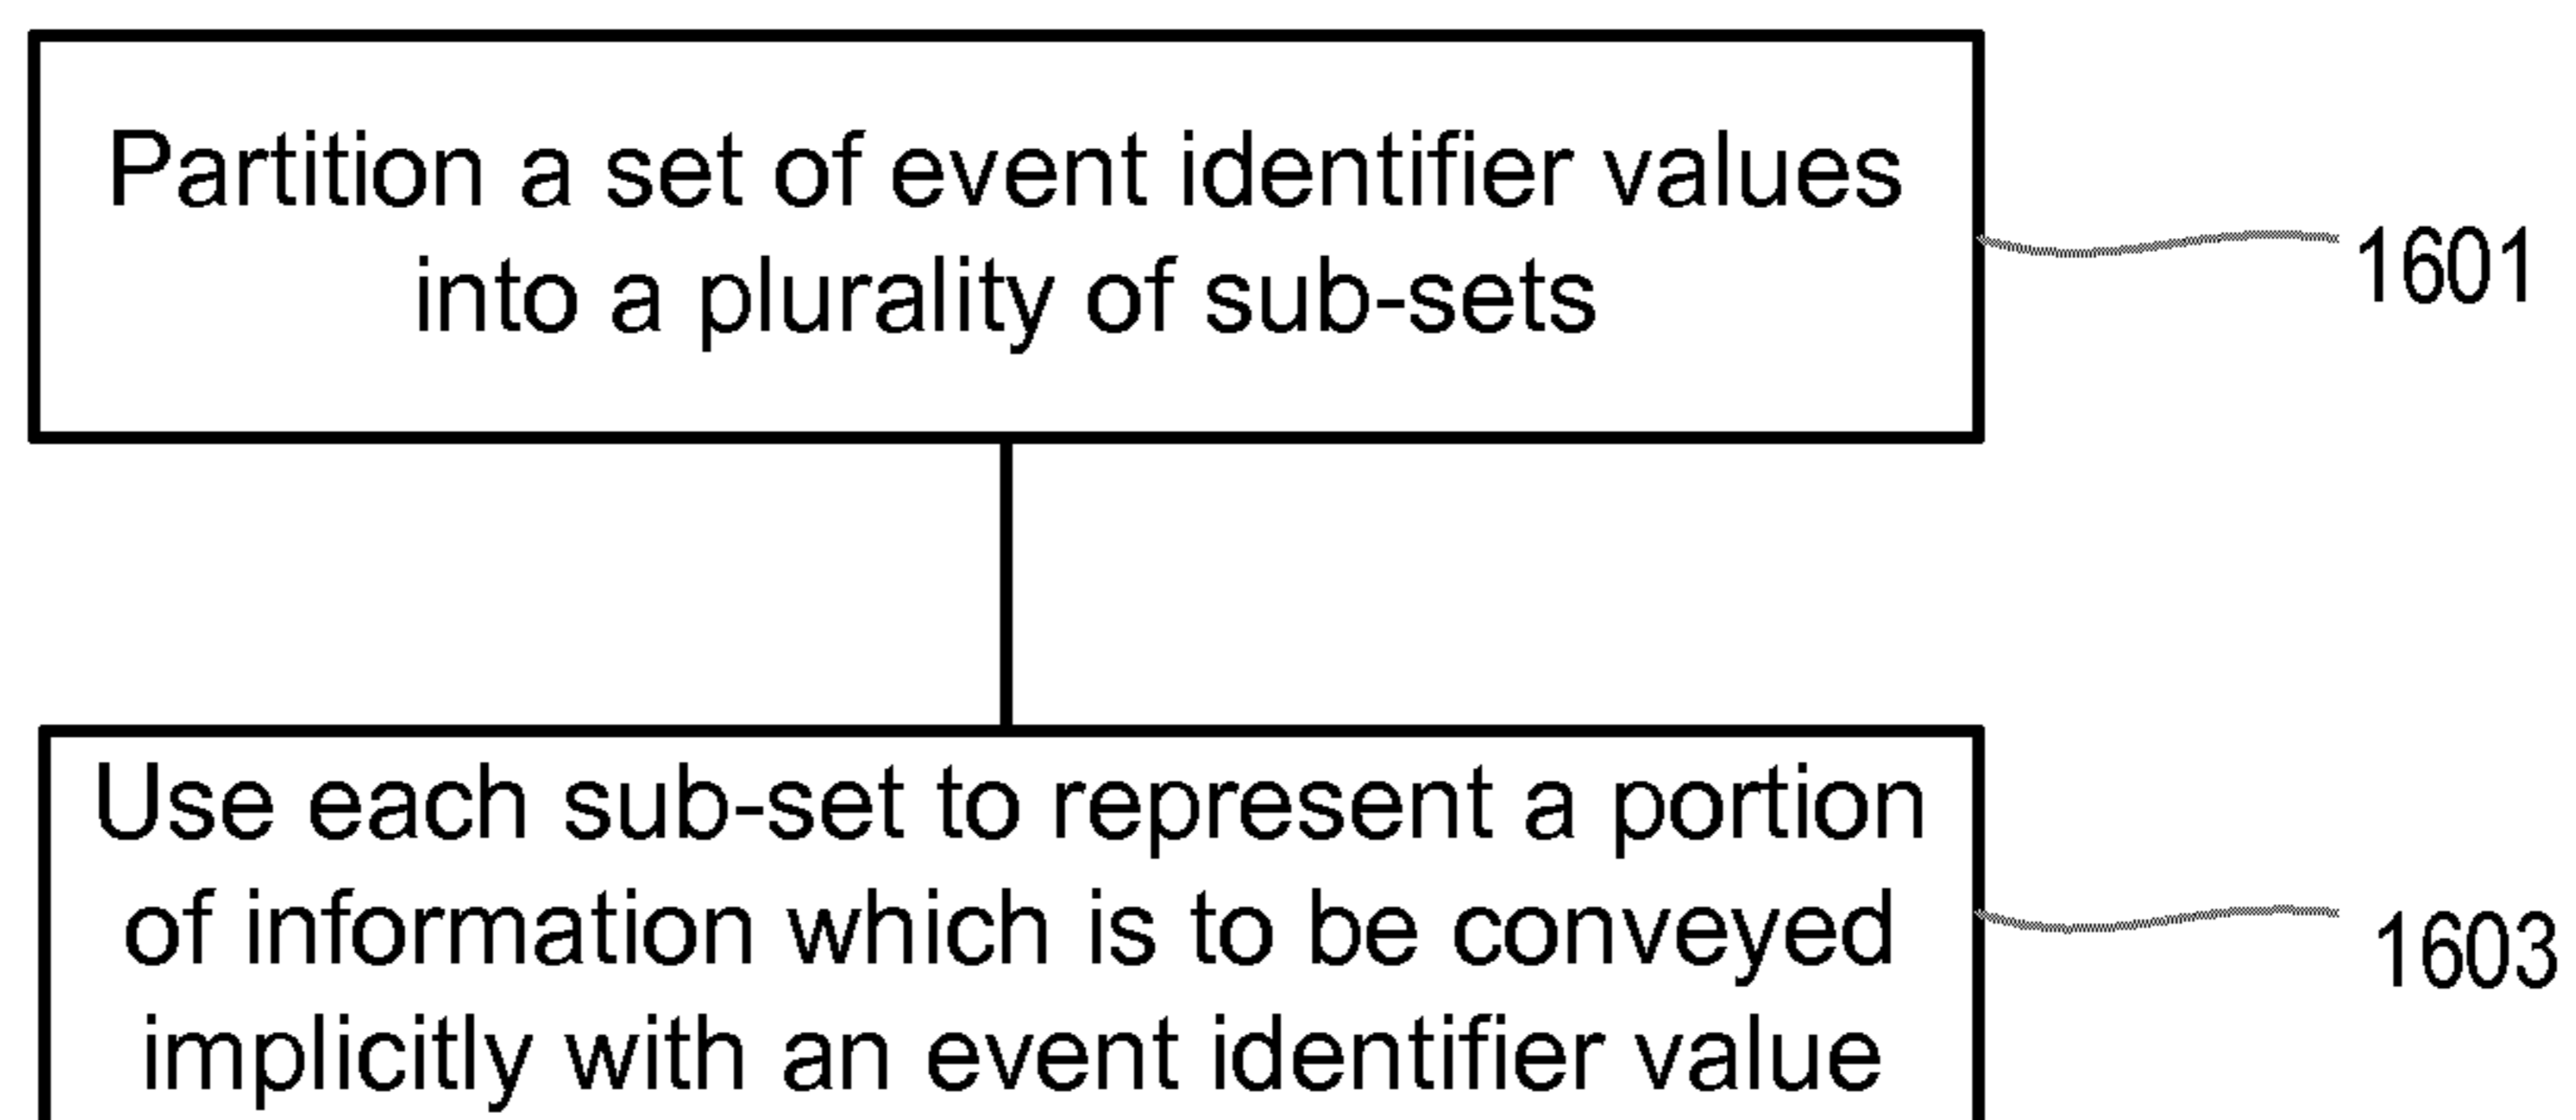 Partition a set of event identifier values
into a plurality of sub-sets
1601
Use each sub-set to represent a portion
of information which is to be conveyed
implicitly with an event identifier value
1603